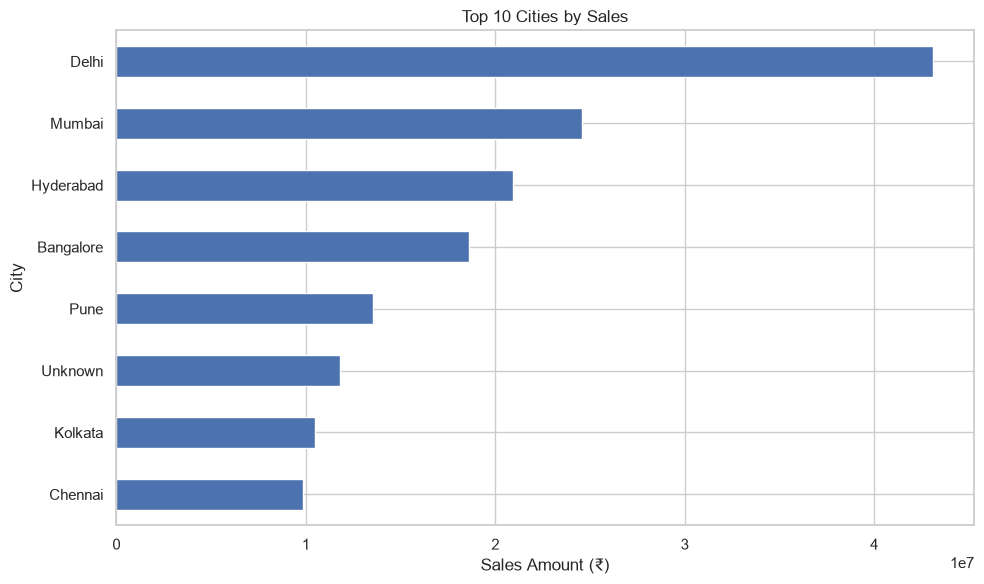 Top 10 Cities by Sales
Delhi
Mumbai
Hyderabad
Bangalore
Pune
Unknown
Kolkata
Chennai
City
0 1 2 3 4
1e7
Sales Amount (₹)